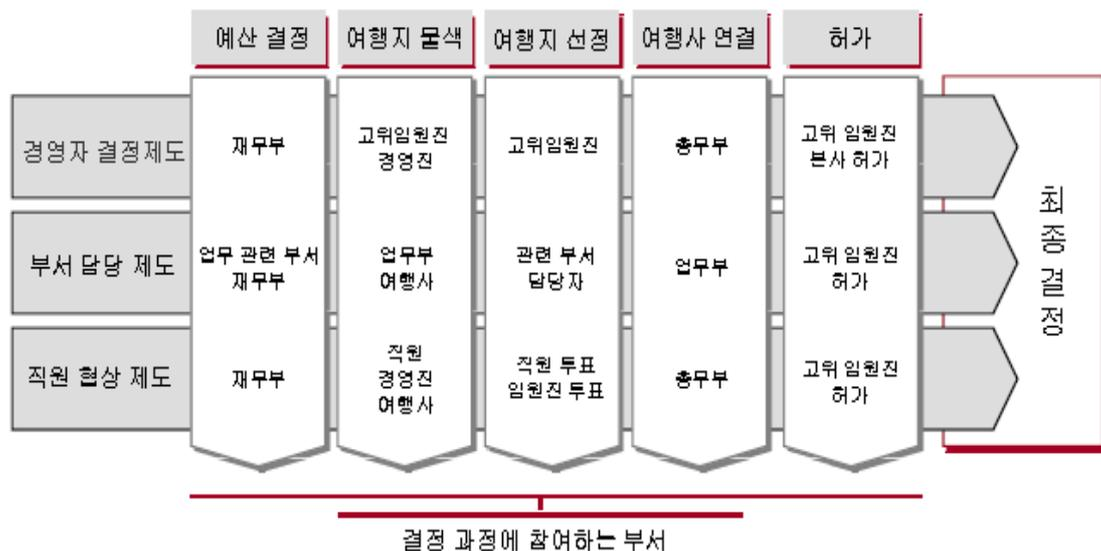 예산 결정
여행지 물색
여행지 선정
여행사 연결
허가
경영자 결정제도
재무부
고위임원진
경영진
고위임원진
총무부
고위 임원진
본사 허가
부서 담당 제도
업무 관련 부서
재무부
업무부
여행사
관련 부서
담당자
업무부
고위 임원진
허가
직원 협상 제도
재무부
직원
경영진
여행사
직원 투표
임원진 투표
총무부
고위 임원진
허가
최종결정
결정 과정에 참여하는 부서